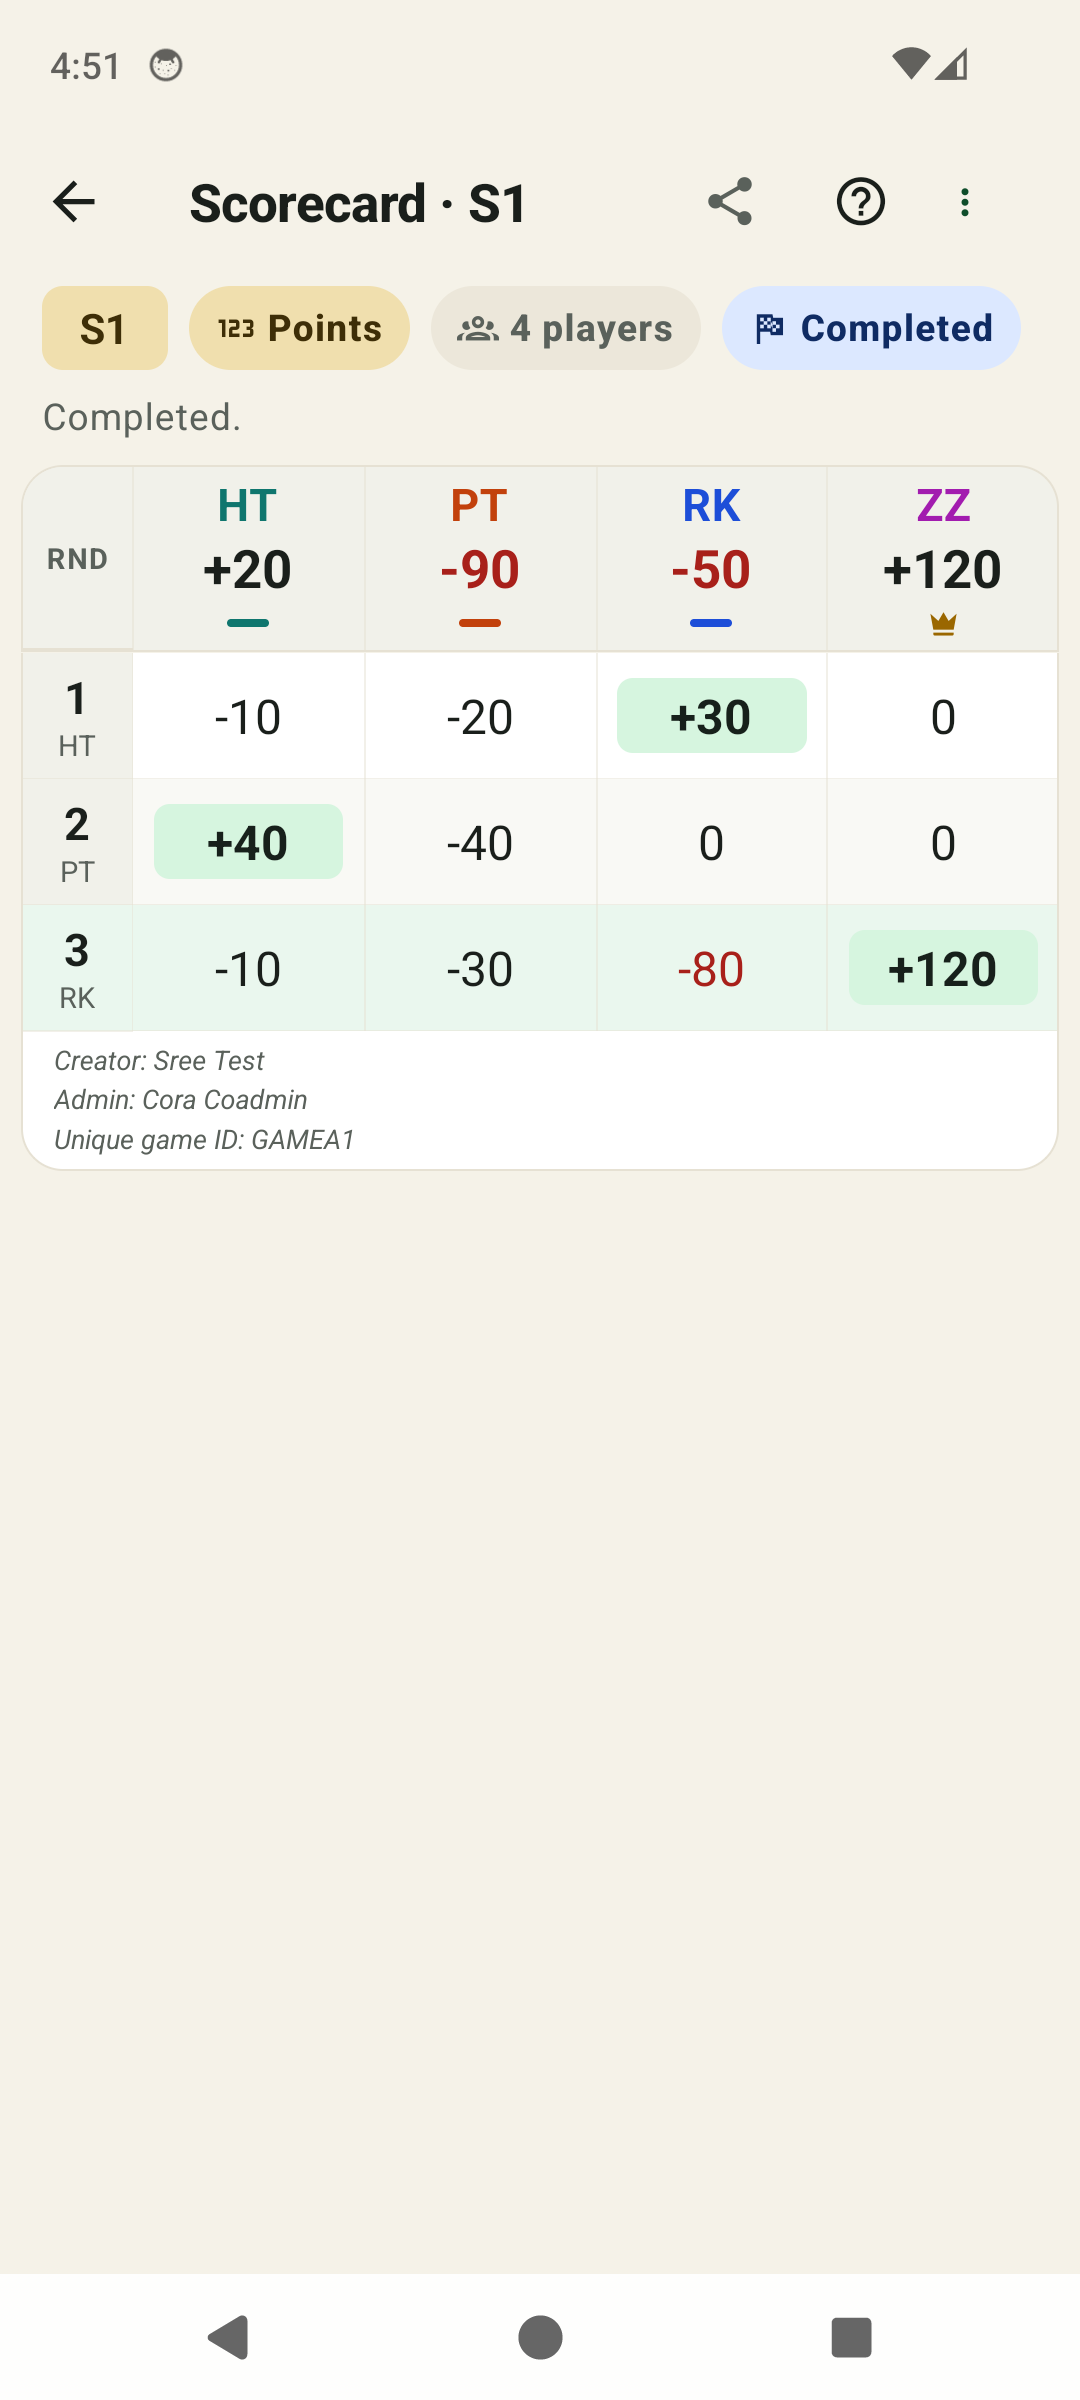 4:51
Scorecard · S1
S1 123 Points 4 players Completed
Completed.
RND HT PT RK ZZ
+20 -90 -50 +120
1 HT -10 -20 +30 0
2 PT +40 -40 0 0
3 RK -10 -30 -80 +120
Creator: Sree Test
Admin: Cora Coadmin
Unique game ID: GAMEA1